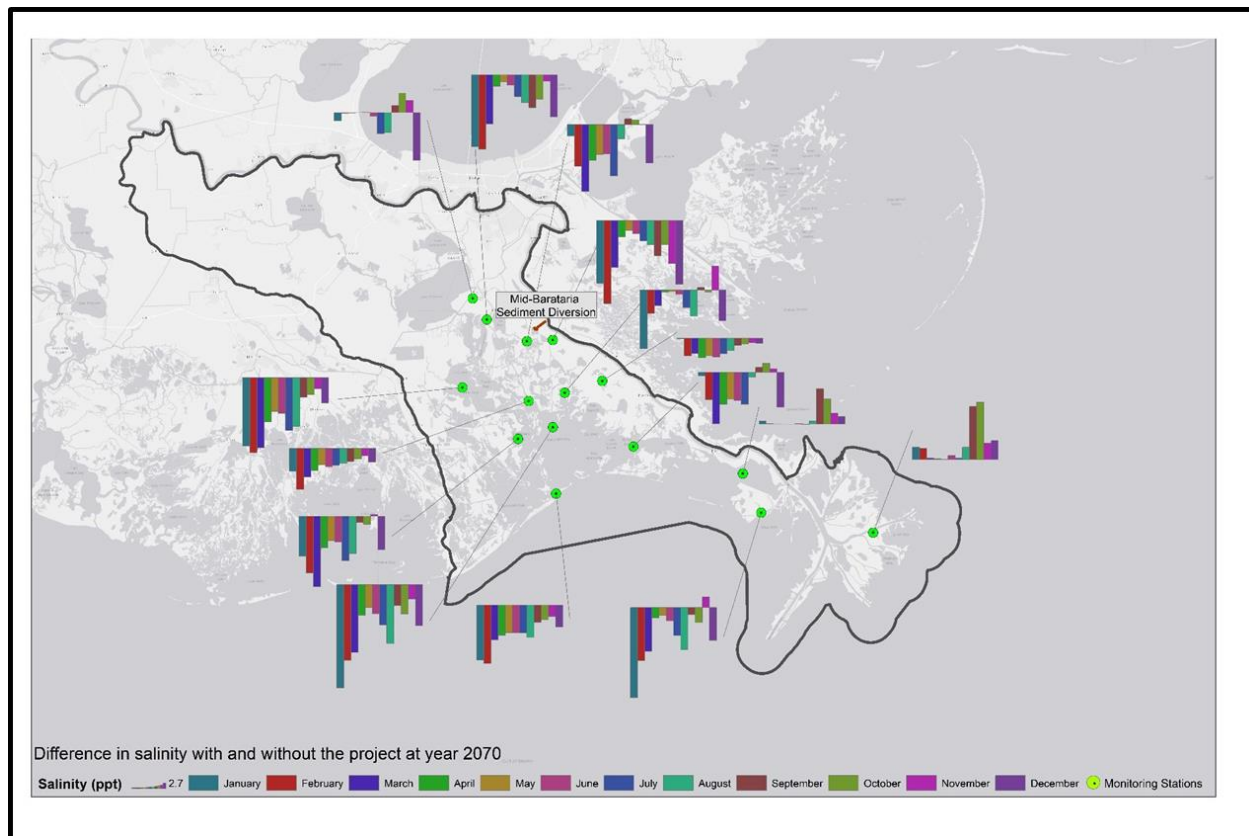 Mid-Barataria
Sediment Diversion
Difference in salinity with and without the project at year 2070
Salinity (ppt) 2.7 January February March April May June July August September October November December Monitoring Stations